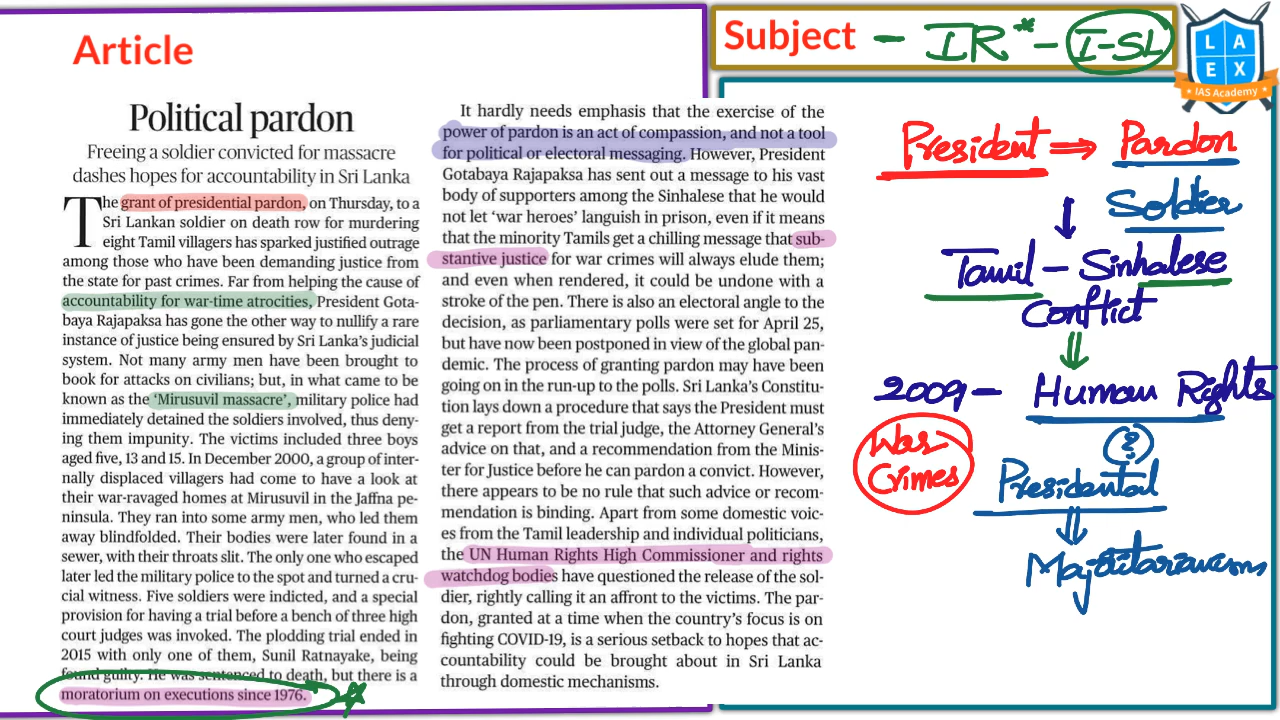 Article
Subject - IR* - I-SL
L A
E X
IAS Academy
Political pardon
Freeing a soldier convicted for massacre
dashes hopes for accountability in Sri Lanka
The grant of presidential pardon, on Thursday, to a
Sri Lankan soldier on death row for murdering
eight Tamil villagers has sparked justified outrage
among those who have been demanding justice from
the state for past crimes. Far from helping the cause of
accountability for war-time atrocities, President Gota-
baya Rajapaksa has gone the other way to nullify a rare
instance of justice being ensured by Sri Lanka's judicial
system. Not many army men have been brought to
book for attacks on civilians; but, in what came to be
known as the 'Mirusuvil massacre', military police had
immediately detained the soldiers involved, thus deny-
ing them impunity. The victims included three boys
aged five, 13 and 15. In December 2000, a group of inter-
nally displaced villagers had come to have a look at
their war-ravaged homes at Mirusuvil in the Jaffna pe-
ninsula. They ran into some army men, who led them
away blindfolded. Their bodies were later found in a
sewer, with their throats slit. The only one who escaped
later led the military police to the spot and turned a cru-
cial witness. Five soldiers were indicted, and a special
provision for having a trial before a bench of three high
court judges was invoked. The plodding trial ended in
2015 with only one of them, Sunil Ratnayake, being
found guilty. He was sentenced to death, but there is a
moratorium on executions since 1976.
It hardly needs emphasis that the exercise of the
power of pardon is an act of compassion, and not a tool
for political or electoral messaging. However, President
Gotabaya Rajapaksa has sent out a message to his vast
body of supporters among the Sinhalese that he would
not let 'war heroes' languish in prison, even if it means
that the minority Tamils get a chilling message that sub-
stantive justice for war crimes will always elude them;
and even when rendered, it could be undone with a
stroke of the pen. There is also an electoral angle to the
decision, as parliamentary polls were set for April 25,
but have now been postponed in view of the global pan-
demic. The process of granting pardon may have been
going on in the run-up to the polls. Sri Lanka's Constitu-
tion lays down a procedure that says the President must
get a report from the trial judge, the Attorney General's
advice on that, and a recommendation from the Minis-
ter for Justice before he can pardon a convict. However,
there appears to be no rule that such advice or recom-
mendation is binding. Apart from some domestic voic-
es from the Tamil leadership and individual politicians,
the UN Human Rights High Commissioner and rights
watchdog bodies have questioned the release of the sol-
dier, rightly calling it an affront to the victims. The par-
don, granted at a time when the country's focus is on
fighting COVID-19, is a serious setback to hopes that ac-
countability could be brought about in Sri Lanka
through domestic mechanisms.
President ⇒ Pardon
↓ Soldier
Tamil - Sinhalese
Conflict
⇓
2009 - Human Rights
War
Crimes
(?)
Presidental
⇓